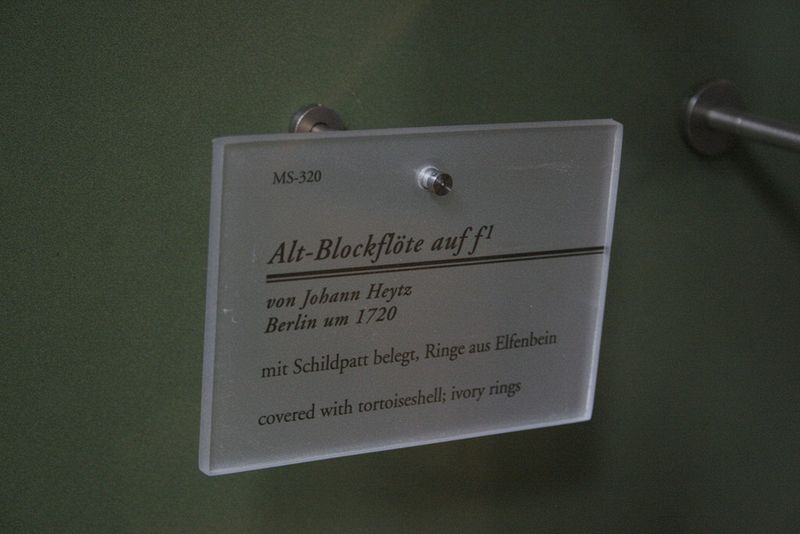 MS-320
Alt-Blockflöte auf f¹
von Johann Heytz
Berlin um 1720
mit Schildpatt belegt, Ringe aus Elfenbein
covered with tortoiseshell; ivory rings